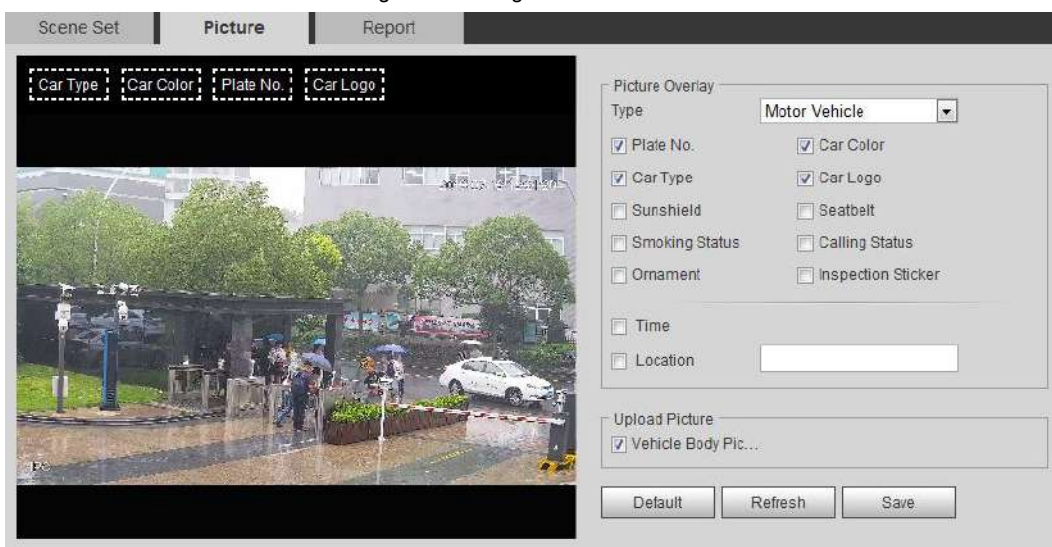 Scene Set Picture Report
Car Type Car Color Plate No. Car Logo
IPC
Picture Overlay
Type Motor Vehicle
Plate No. Car Color
Car Type Car Logo
Sunshield Seatbelt
Smoking Status Calling Status
Ornament Inspection Sticker
Time
Location
Upload Picture
Vehicle Body Pic...
Default Refresh Save